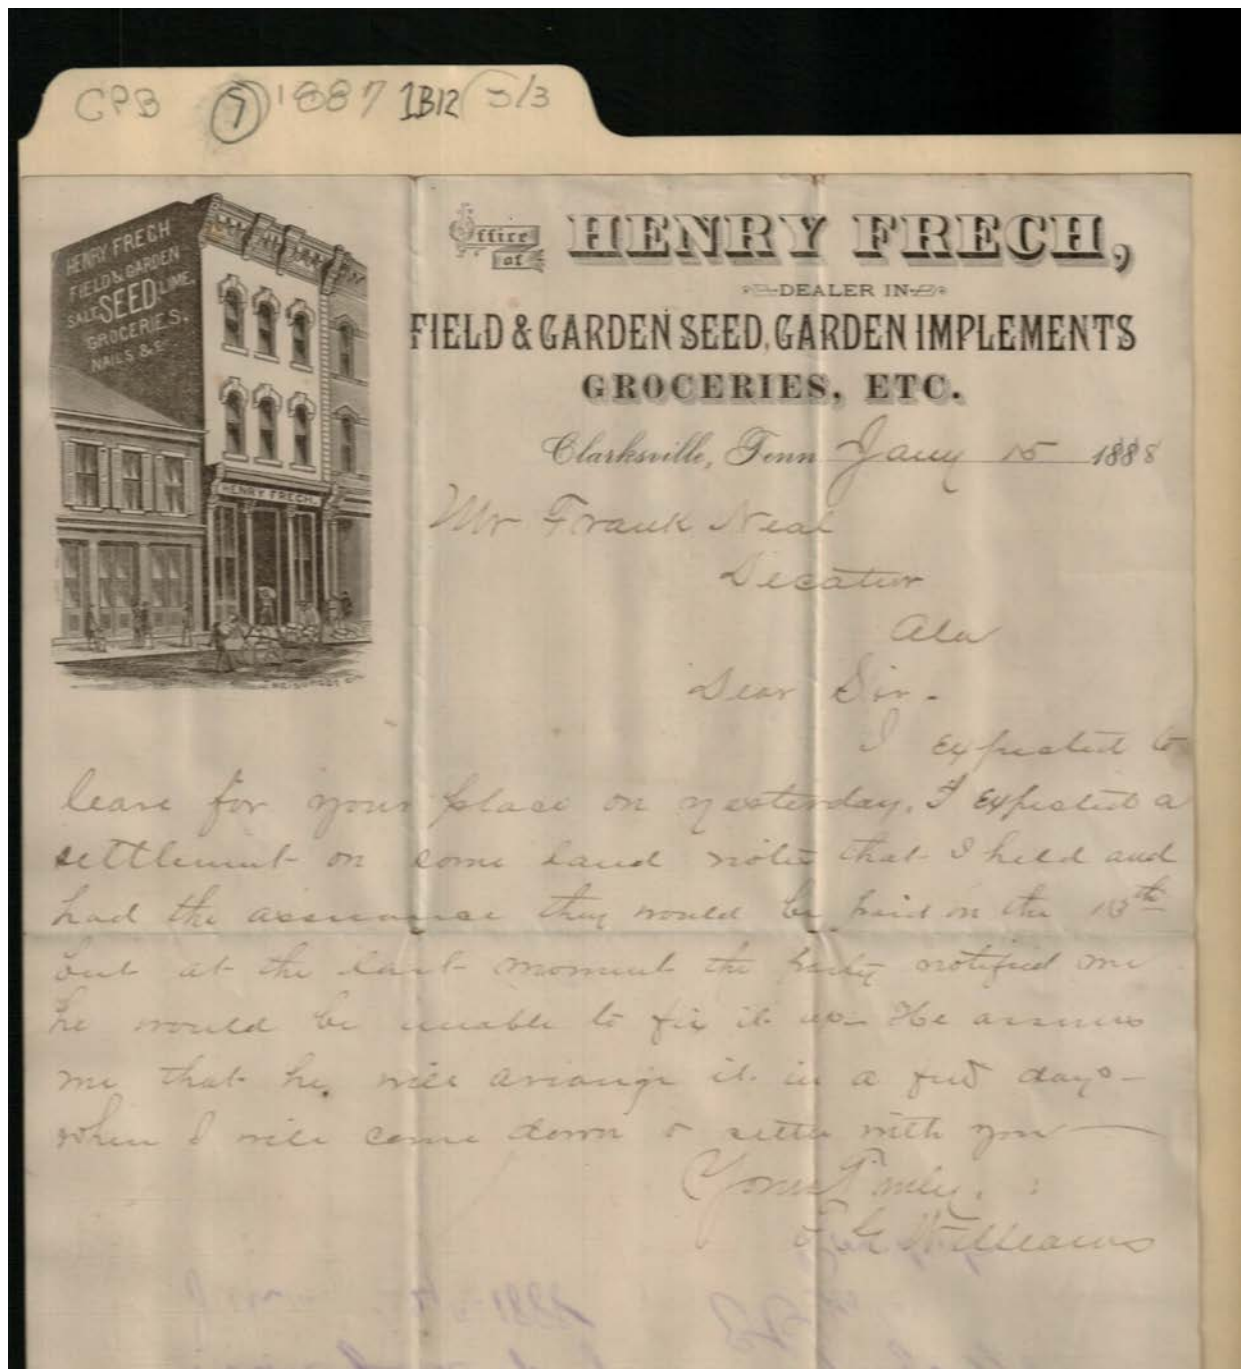 CPB 7 1887 1B12 5/3
HENRY FRECH
FIELD & GARDEN
SEED LIME,
SALT
GROCERIES,
NAILS &c
HENRY FRECH.
Office of HENRY FRECH,
DEALER IN
FIELD & GARDEN SEED, GARDEN IMPLEMENTS
GROCERIES, ETC.
Clarksville, Tenn Jany 15 1888
Mr Frank Neal
Decatur
Ala
Dear Sir -
I expected to
leave for your place on yesterday. I expected a
settlement on some land notes that I held and
had the assurance they would be paid on the 13th
but at the last moment the party notified me
he would be unable to fix it up - He assures
me that he will arrange it in a few days -
when I will come down & settle with you
Yours Truly,
G Williams